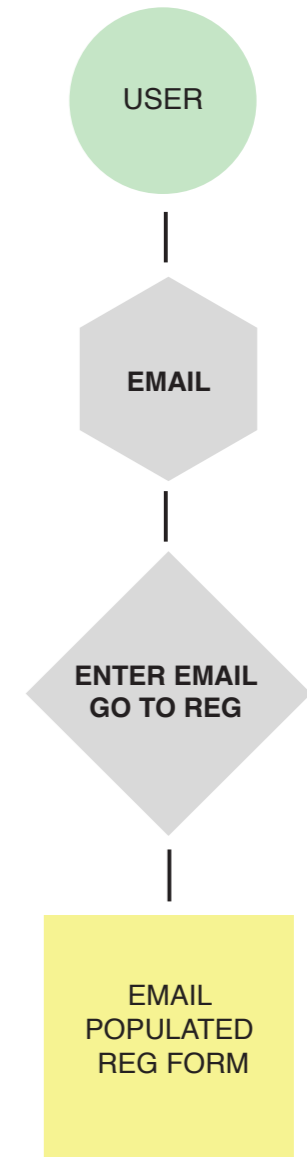 USER
EMAIL
ENTER EMAIL
GO TO REG
EMAIL
POPULATED
REG FORM